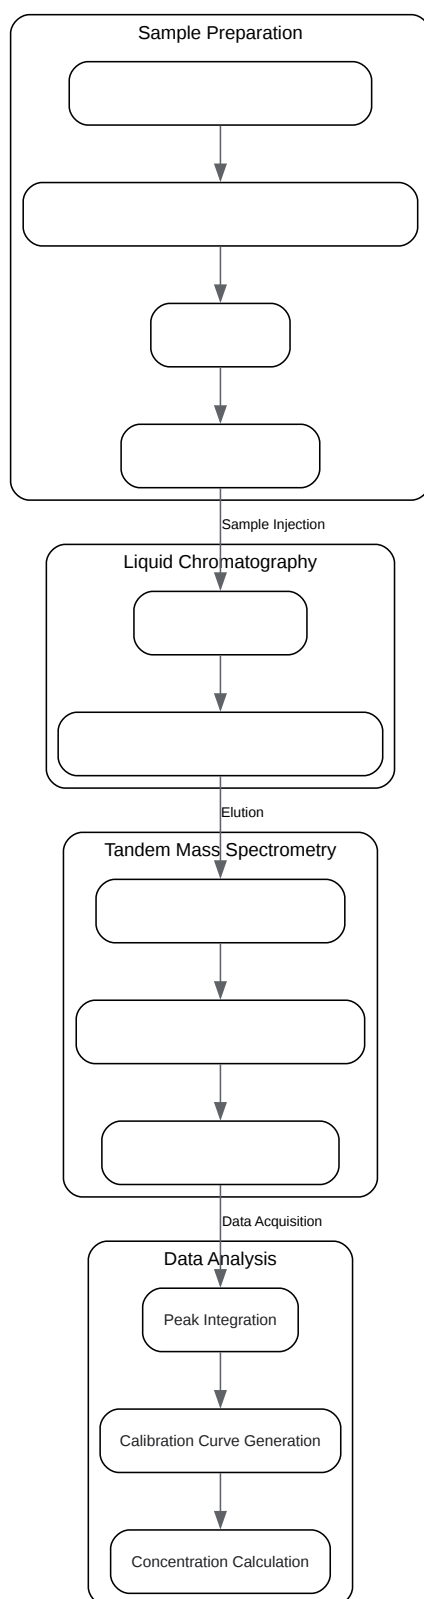 Sample Preparation
Sample Injection
Liquid Chromatography
Elution
Tandem Mass Spectrometry
Data Acquisition
Data Analysis
Peak Integration
Calibration Curve Generation
Concentration Calculation